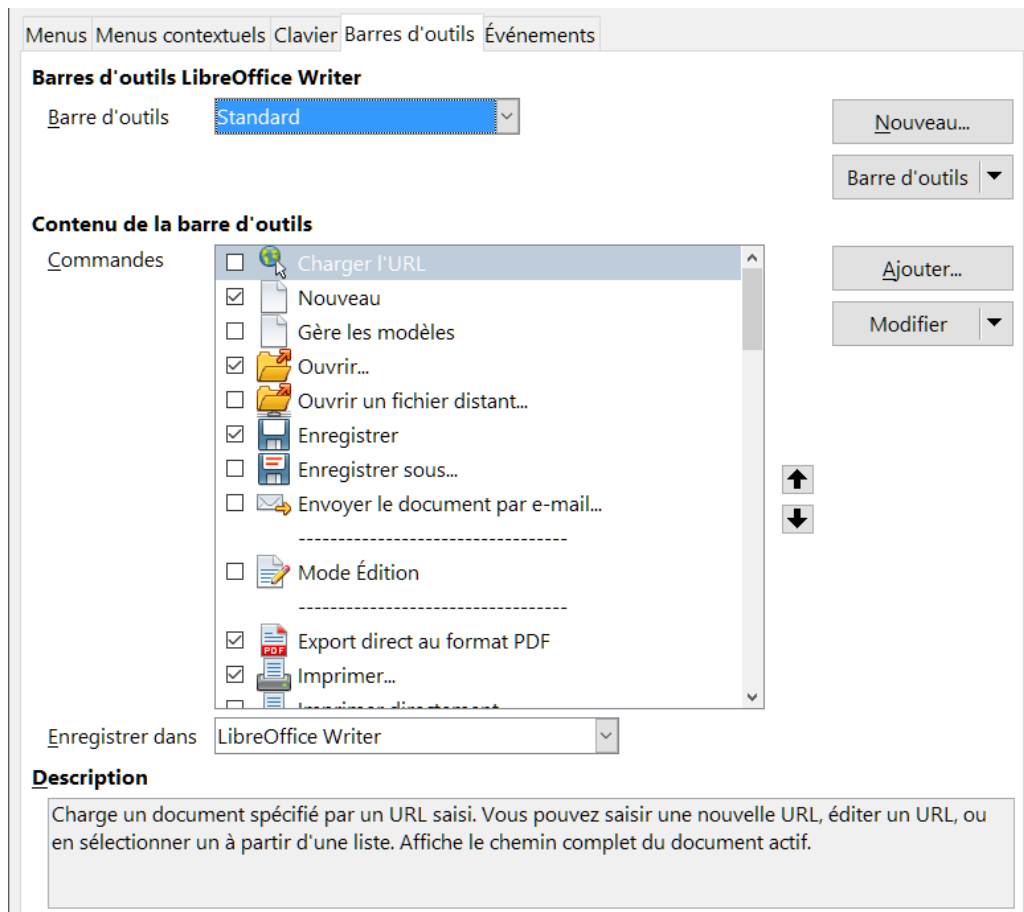 Menus Menus contextuels Clavier Barres d'outils Événements
Barres d'outils LibreOffice Writer
Barre d'outils Standard
Nouveau...
Barre d'outils
Contenu de la barre d'outils
Commandes
Charger l'URL
Ajouter...
Nouveau
Gère les modèles
Modifier
Ouvrir...
Ouvrir un fichier distant...
Enregistrer
Enregistrer sous...
Envoyer le document par e-mail...
---------------------------------
Mode Édition
---------------------------------
PDF Export direct au format PDF
Imprimer...
Imprimer directement
Enregistrer dans LibreOffice Writer
Description
Charge un document spécifié par un URL saisi. Vous pouvez saisir une nouvelle URL, éditer un URL, ou
en sélectionner un à partir d'une liste. Affiche le chemin complet du document actif.